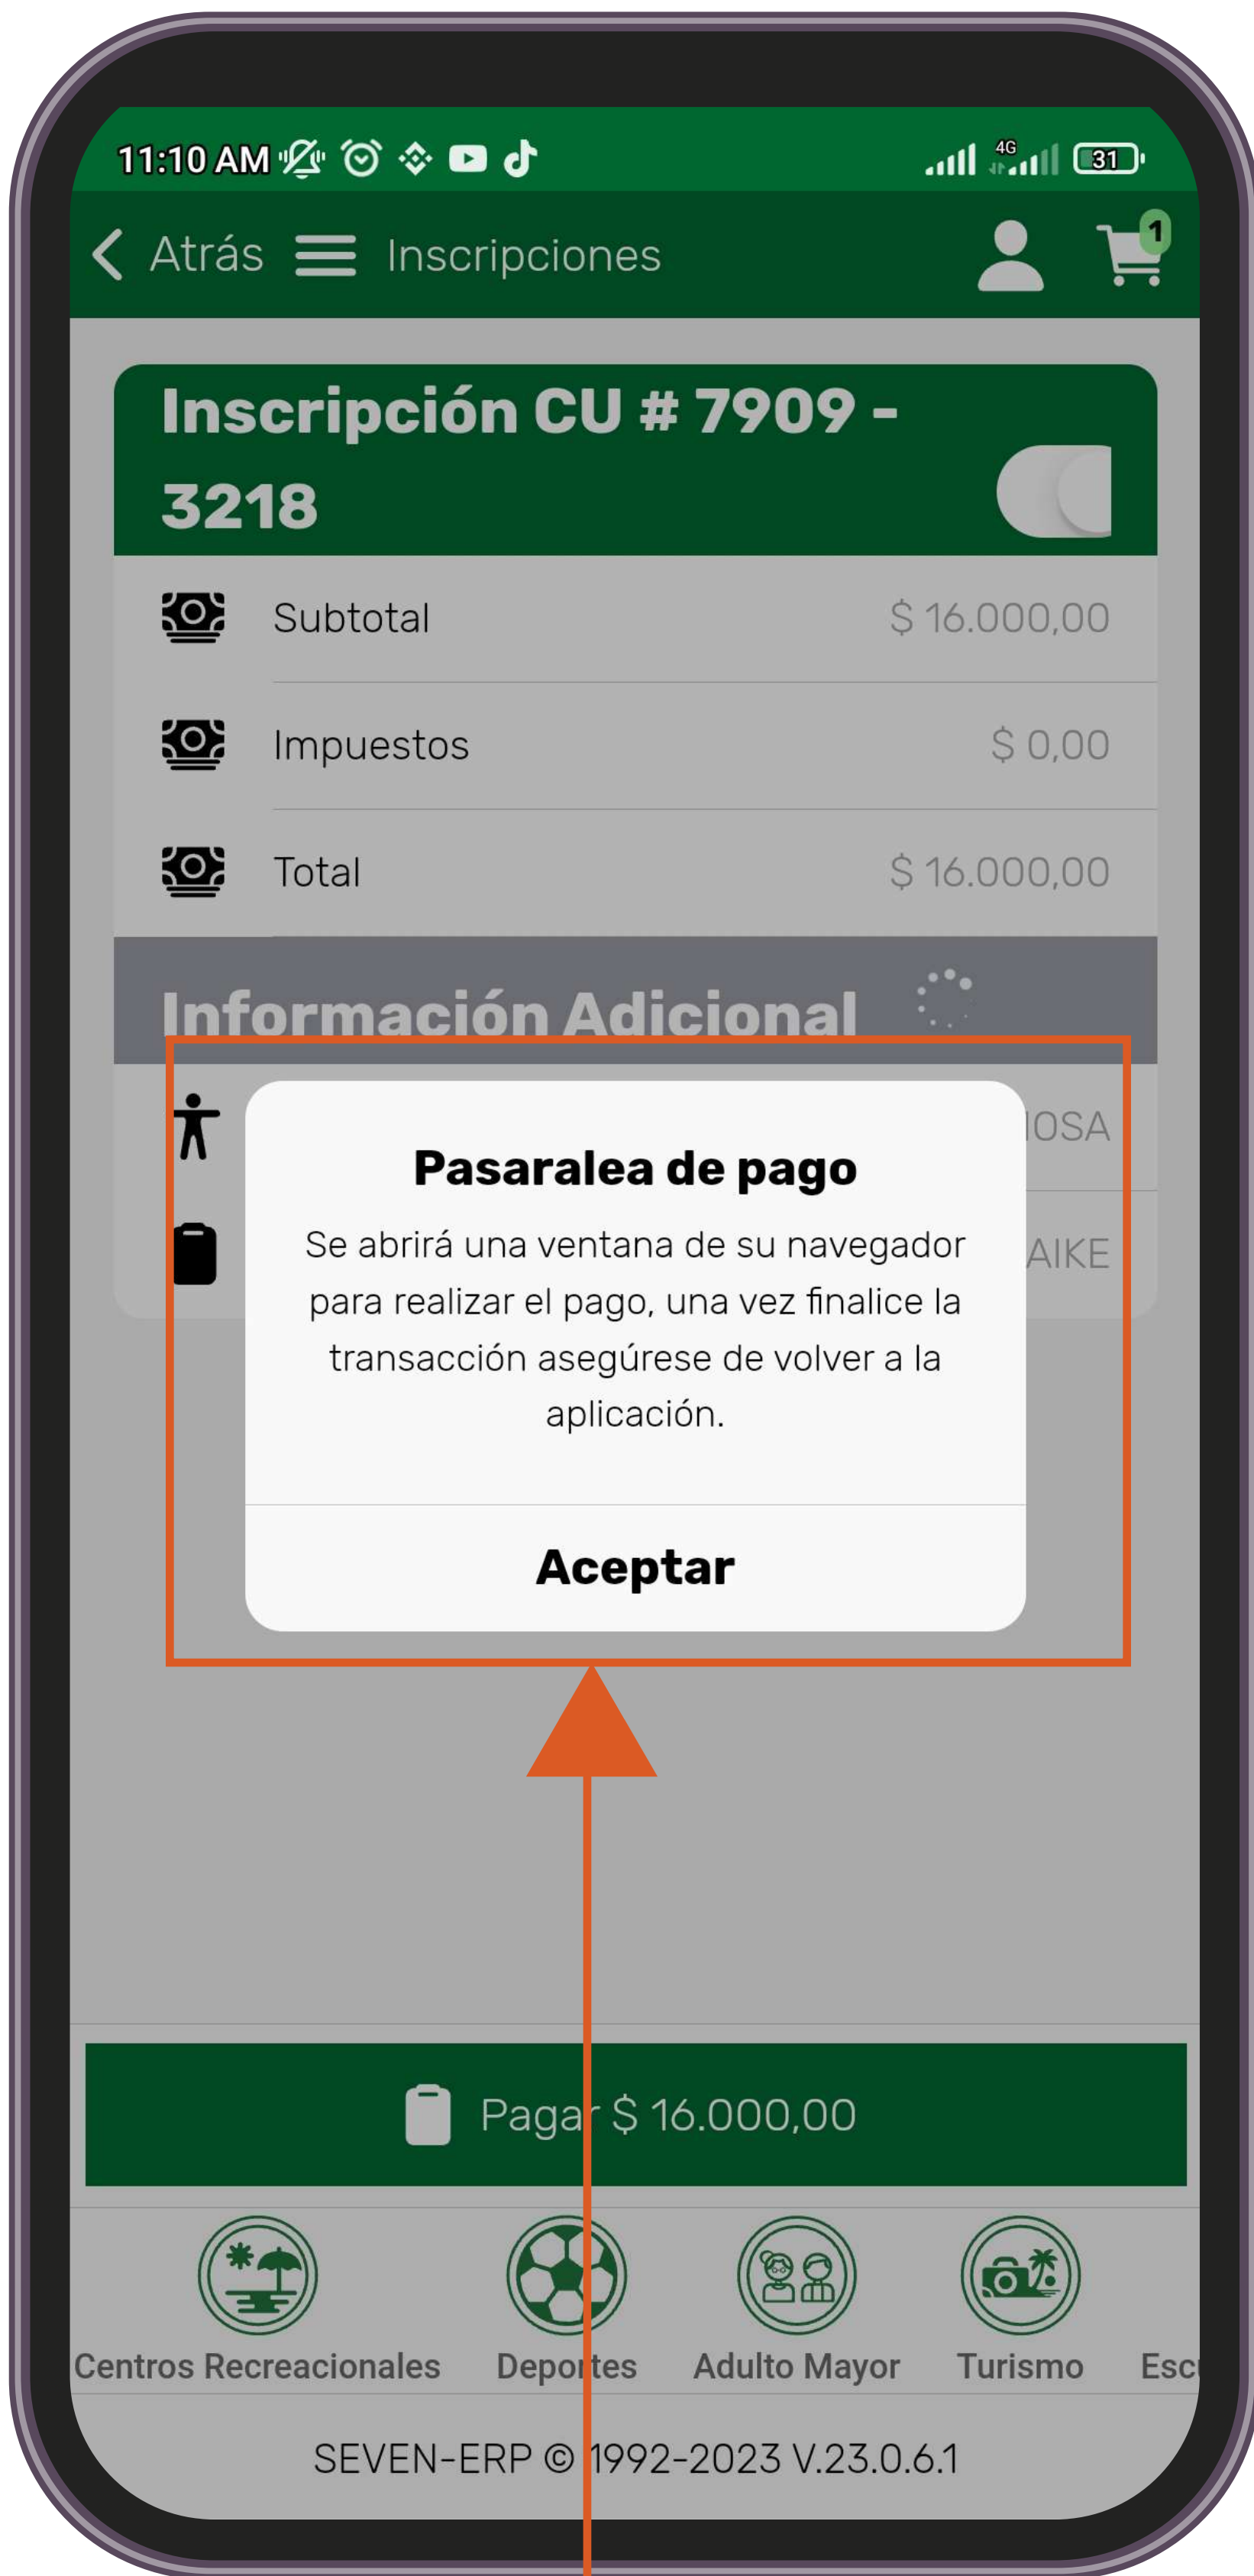 11:10 AM
4G
31
Atrás
Inscripciones
1
Inscripción CU # 7909 -
3218
Subtotal
$ 16.000,00
Impuestos
$ 0,00
Total
$ 16.000,00
Información Adicional
Pasaralea de pago
Se abrirá una ventana de su navegador
para realizar el pago, una vez finalice la
transacción asegúrese de volver a la
aplicación.
Aceptar
Pagar $ 16.000,00
Centros Recreacionales
Deportes
Adulto Mayor
Turismo
SEVEN-ERP © 1992-2023 V.23.0.6.1